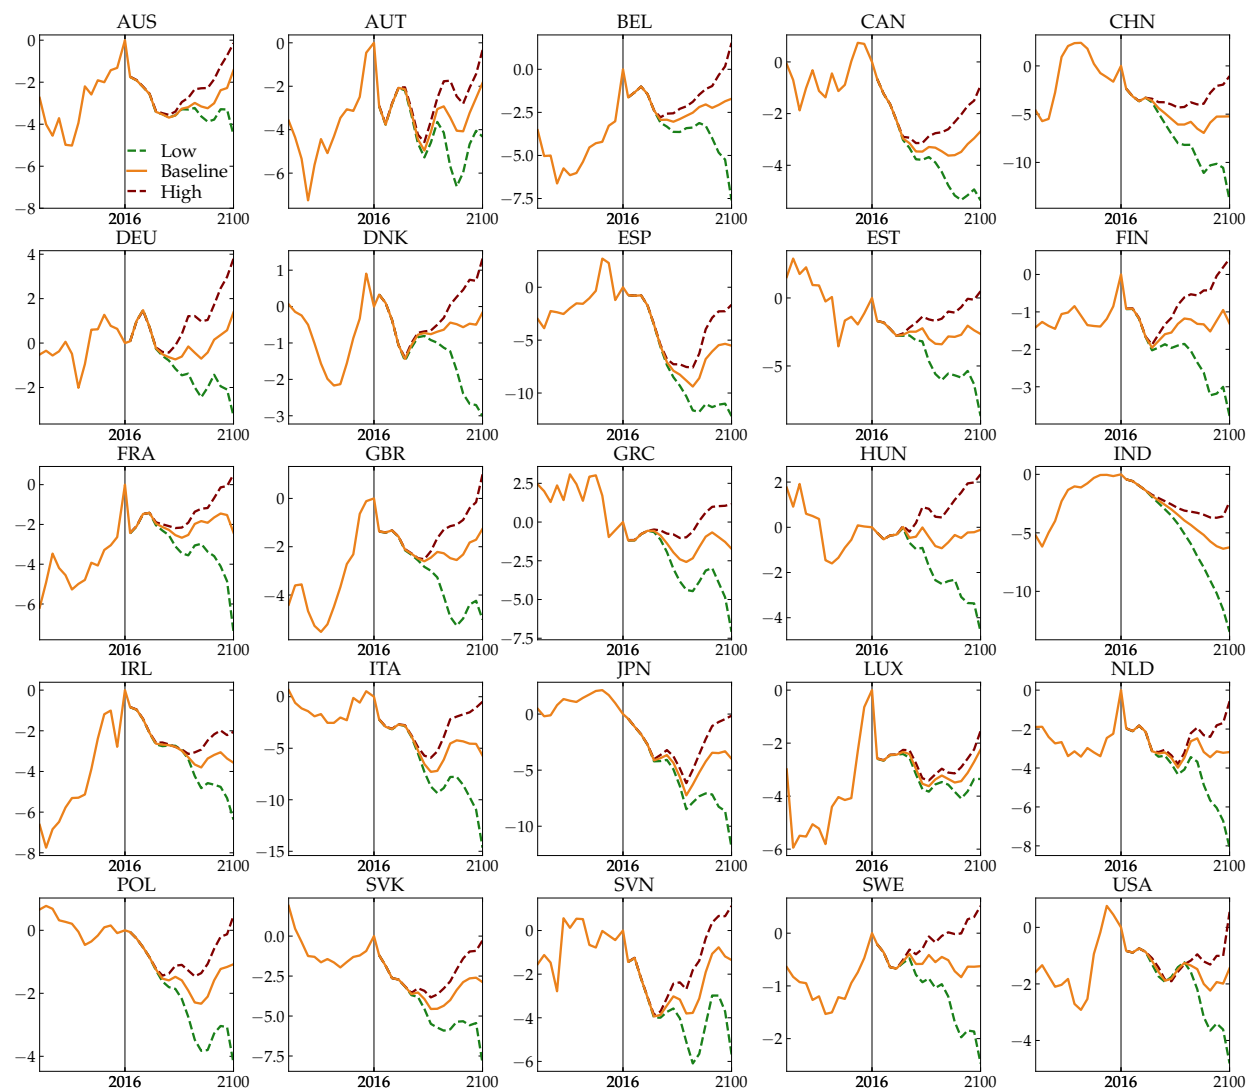 AUS AUT BEL CAN CHN
0 0 0.0 0 0
−2 −2 −2.5 −2 −5
−4 −4 −5.0 −4 −10
−6 −6 −7.5
−8
Low
Baseline
High
2016 2100 2016 2100 2016 2100 2016 2100 2016 2100
DEU DNK ESP EST FIN
4 1 0 0 0
2 0 −5 −5 −1
0 −1 −10 −2
−2 −2 −3
−3
2016 2100 2016 2100 2016 2100 2016 2100 2016 2100
FRA GBR GRC HUN IND
0 0 2.5 2 0
−2 −2 0.0 0 −5
−4 −4 −2.5 −2 −10
−6 −5.0 −4
−7.5
2016 2100 2016 2100 2016 2100 2016 2100 2016 2100
IRL ITA JPN LUX NLD
0 0 0 0 0
−2 −5 −5 −2 −2
−4 −10 −10 −4 −4
−6 −15 −6 −6
−8 −8
2016 2100 2016 2100 2016 2100 2016 2100 2016 2100
POL SVK SVN SWE USA
0 0.0 0 0 0
−2 −2.5 −2 −1 −2
−4 −5.0 −4 −2 −4
−7.5 −6
2016 2100 2016 2100 2016 2100 2016 2100 2016 2100